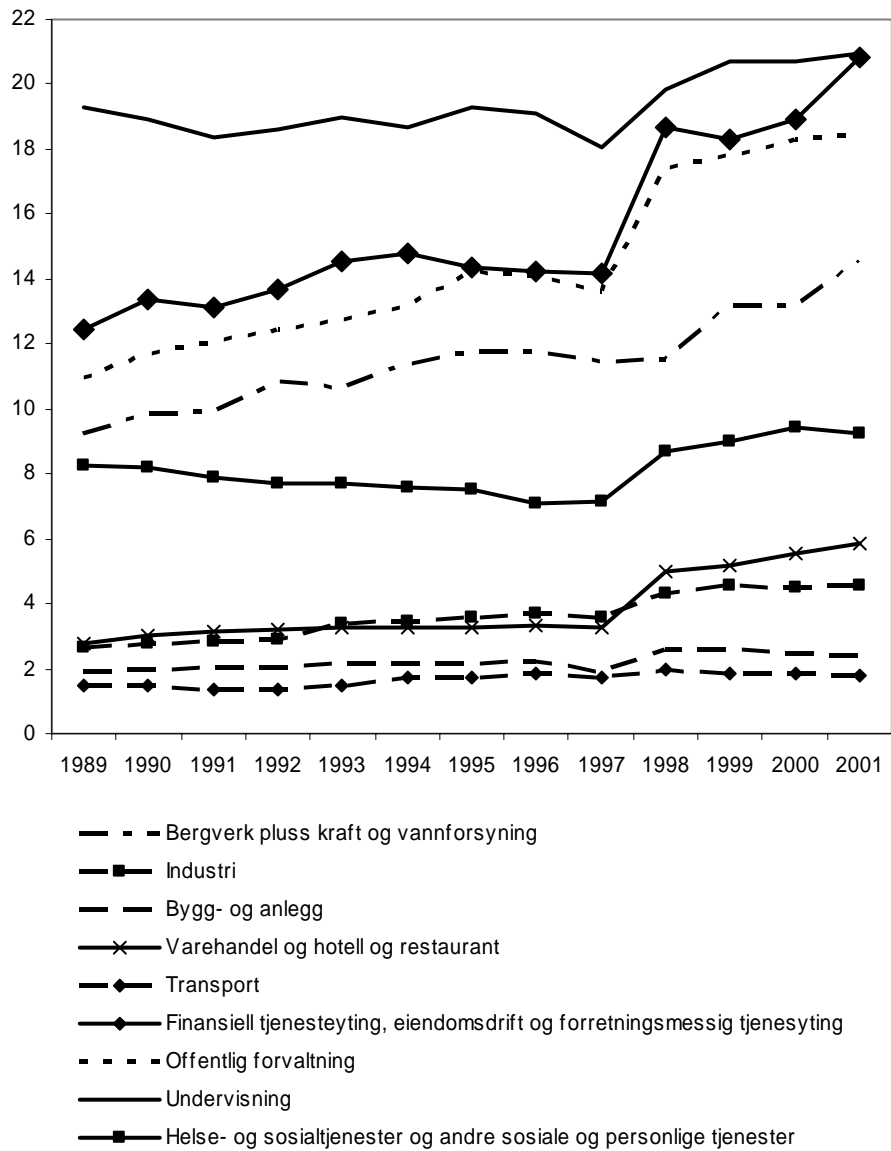 22
20
18
16
14
12
10
8
6
4
2
0
1989 1990 1991 1992 1993 1994 1995 1996 1997 1998 1999 2000 2001
Bergverk pluss kraft og vannforsyning
Industri
Bygg- og anlegg
Varehandel og hotell og restaurant
Transport
Finansiell tjenesteyting, eiendomsdrift og forretningsmessig tjenesyting
Offentlig forvaltning
Undervisning
Helse- og sosialtjenester og andre sosiale og personlige tjenester